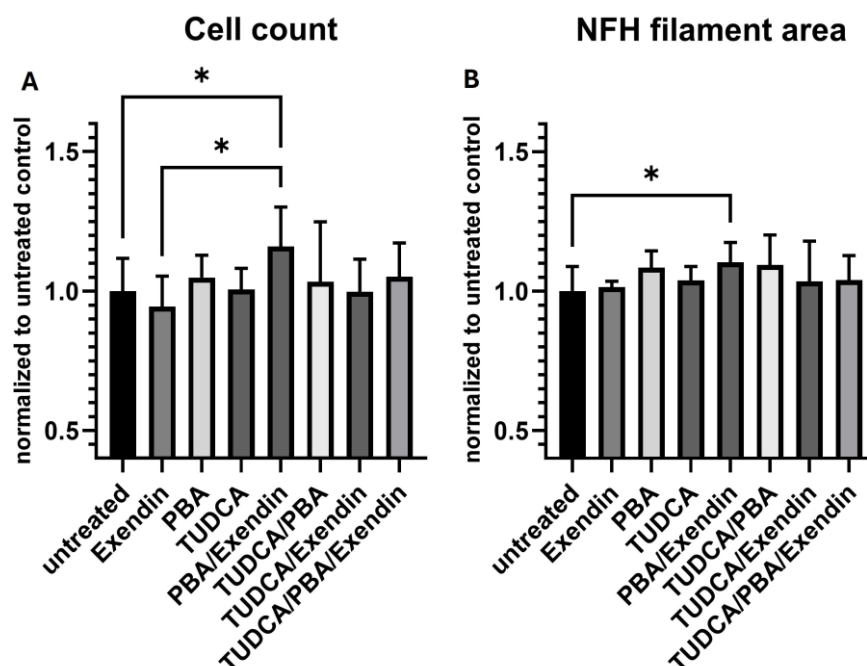 Cell count
A
*
*
normalized to untreated control
1.5
1.0
0.5
untreated
Exendin
PBA
TUDCA
PBA/Exendin
TUDCA/PBA
TUDCA/Exendin
TUDCA/PBA/Exendin
NFH filament area
B
*
normalized to untreated control
1.5
1.0
0.5
untreated
Exendin
PBA
TUDCA
PBA/Exendin
TUDCA/PBA
TUDCA/Exendin
TUDCA/PBA/Exendin